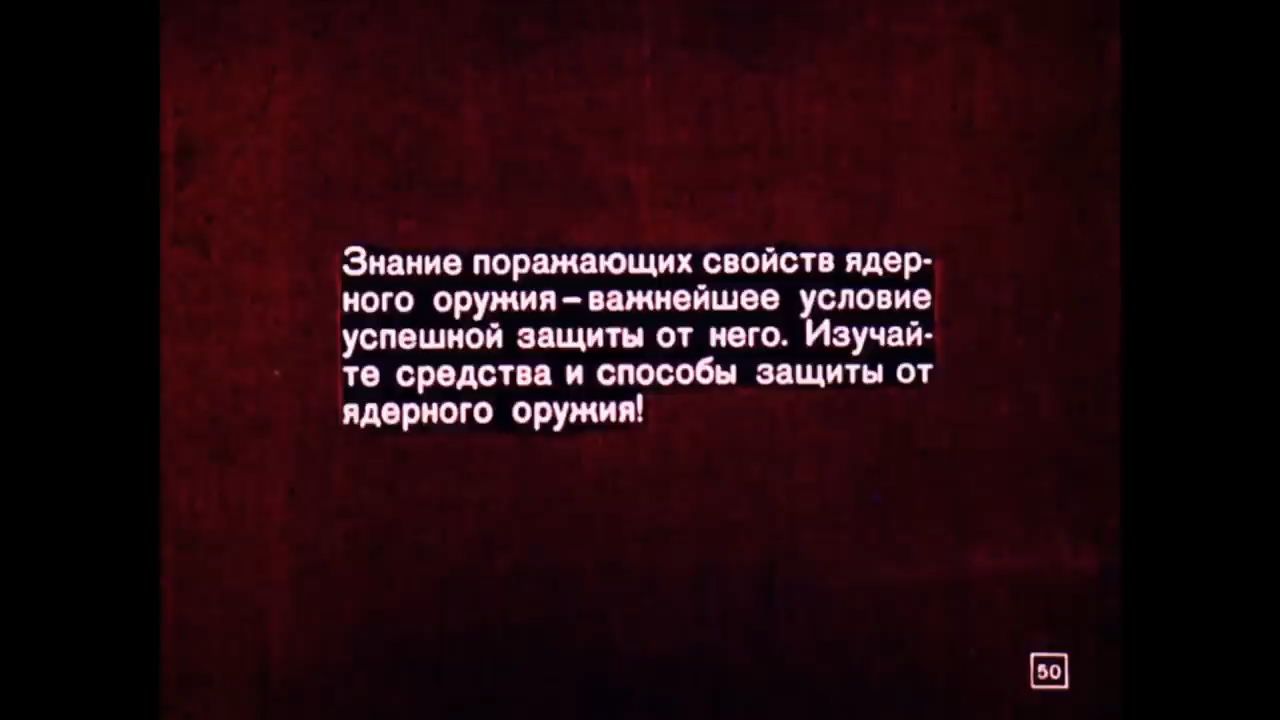 Знание поражающих свойств ядер-
ного оружия – важнейшее условие
успешной защиты от него. Изучай-
те средства и способы защиты от
ядерного оружия!
50